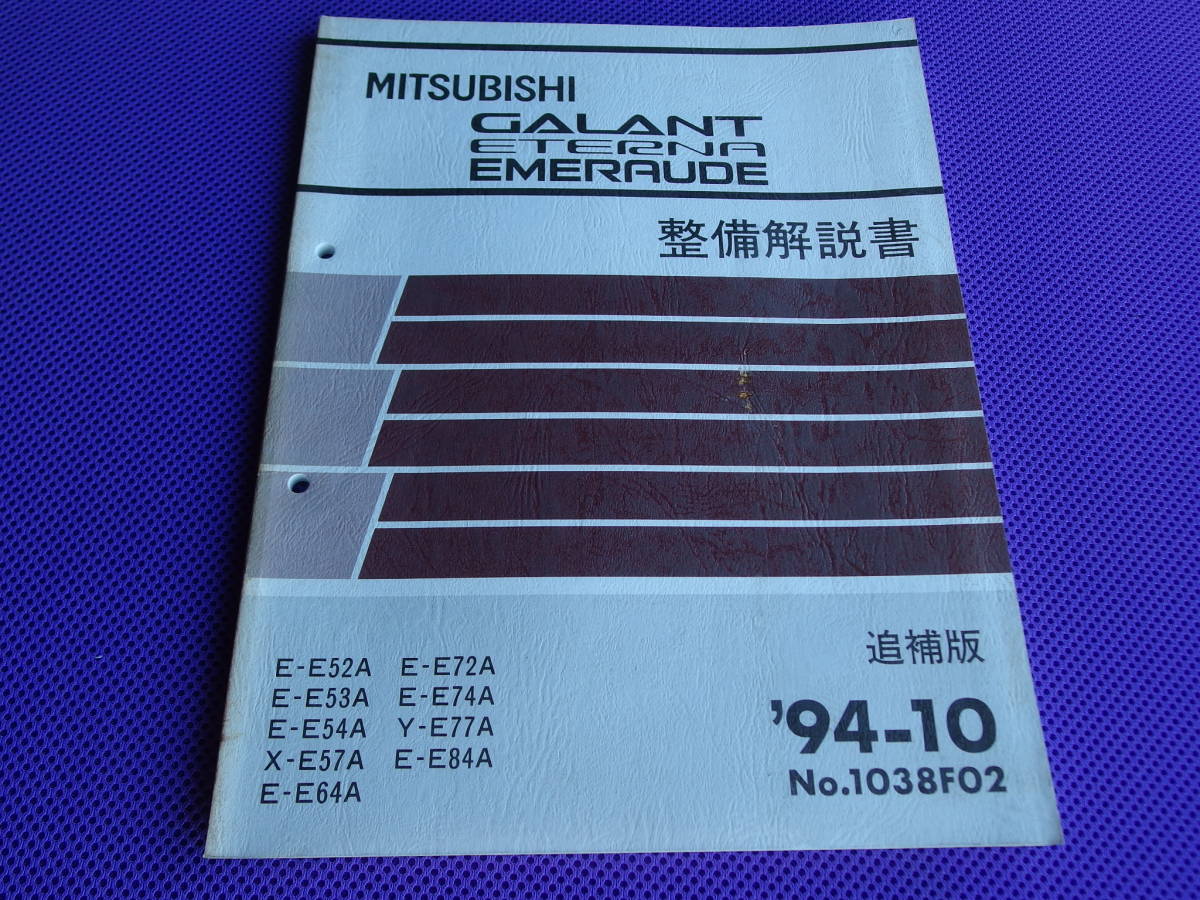 MITSUBISHI
GALANT
ETERNA
EMERAUDE
整備解説書
E-E52A E-E72A
E-E53A E-E74A
E-E54A Y-E77A
X-E57A E-E84A
E-E64A
追補版
'94-10
No.1038F02